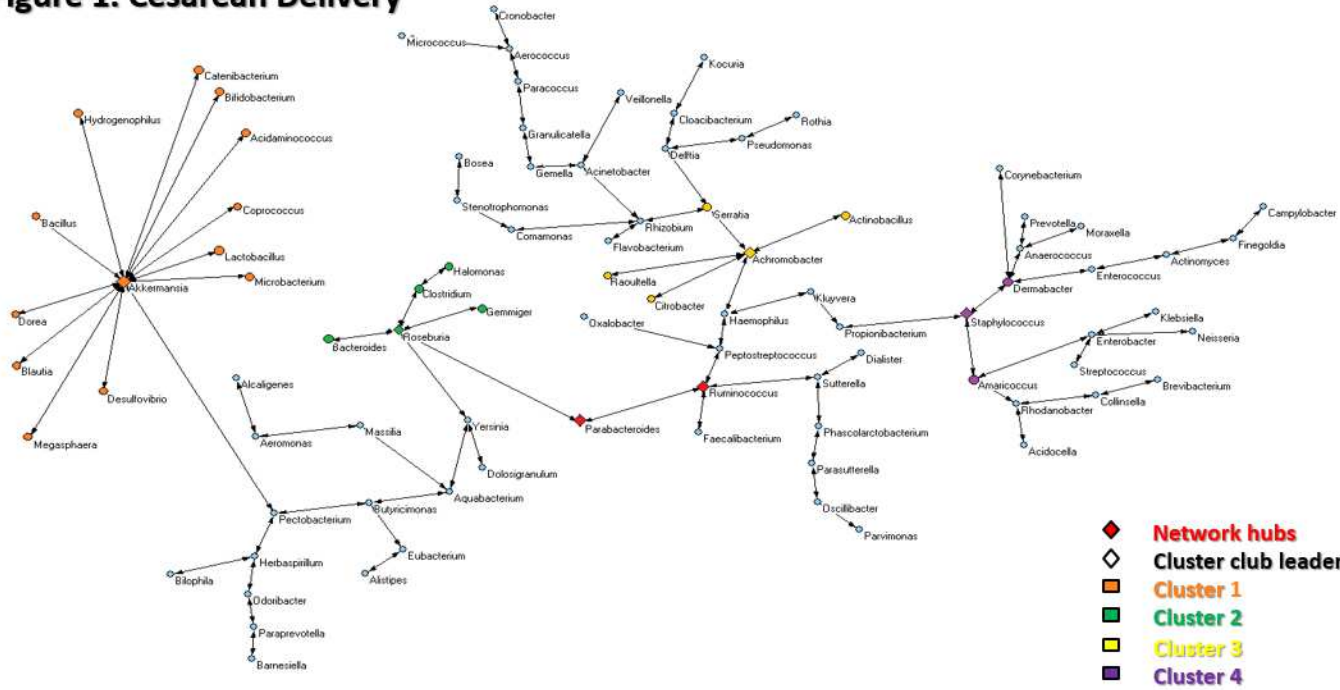 Figure 1. Cesarean Delivery
Cronobacter
Micrococcus
Aerococcus
Kocuria
Catenibacterium
Bifidobacterium
Paracoccus
Veillonella
Hydrogenophilus
Cloacibacterium
Rothia
Acidaminococcus
Granulicatella
Delftia
Pseudomonas
Bosea
Gemella
Acinetobacter
Corynebacterium
Coprococcus
Stenotrophomonas
Serratia
Actinobacillus
Campylobacter
Bacillus
Comamonas
Rhizobium
Prevotella
Moraxella
Flavobacterium
Finegoldia
Lactobacillus
Achromobacter
Anaerococcus
Actinomyces
Halomonas
Enterococcus
Microbacterium
Raoultella
Akkermansia
Clostridium
Dermabacter
Citrobacter
Kluyvera
Gemmiger
Dorea
Haemophilus
Staphylococcus
Klebsiella
Oxalobacter
Propionibacterium
Roseburia
Neisseria
Bacteroides
Enterobacter
Peptostreptococcus
Dialister
Blautia
Streptococcus
Alcaligenes
Sutterella
Amaricoccus
Brevibacterium
Desulfovibrio
Ruminococcus
Collinsella
Rhodanobacter
Parabacteroides
Yersinia
Megasphaera
Massilia
Phascolarctobacterium
Aeromonas
Faecalibacterium
Acidocella
Dolosigranulum
Parasutterella
Aquabacterium
Butyricimonas
Oscillibacter
Pectobacterium
Parvimonas
Eubacterium
Herbaspirillum
Bilophila
Alistipes
Odoribacter
Paraprevotella
Barnesiella
Network hubs
Cluster club leader
Cluster 1
Cluster 2
Cluster 3
Cluster 4